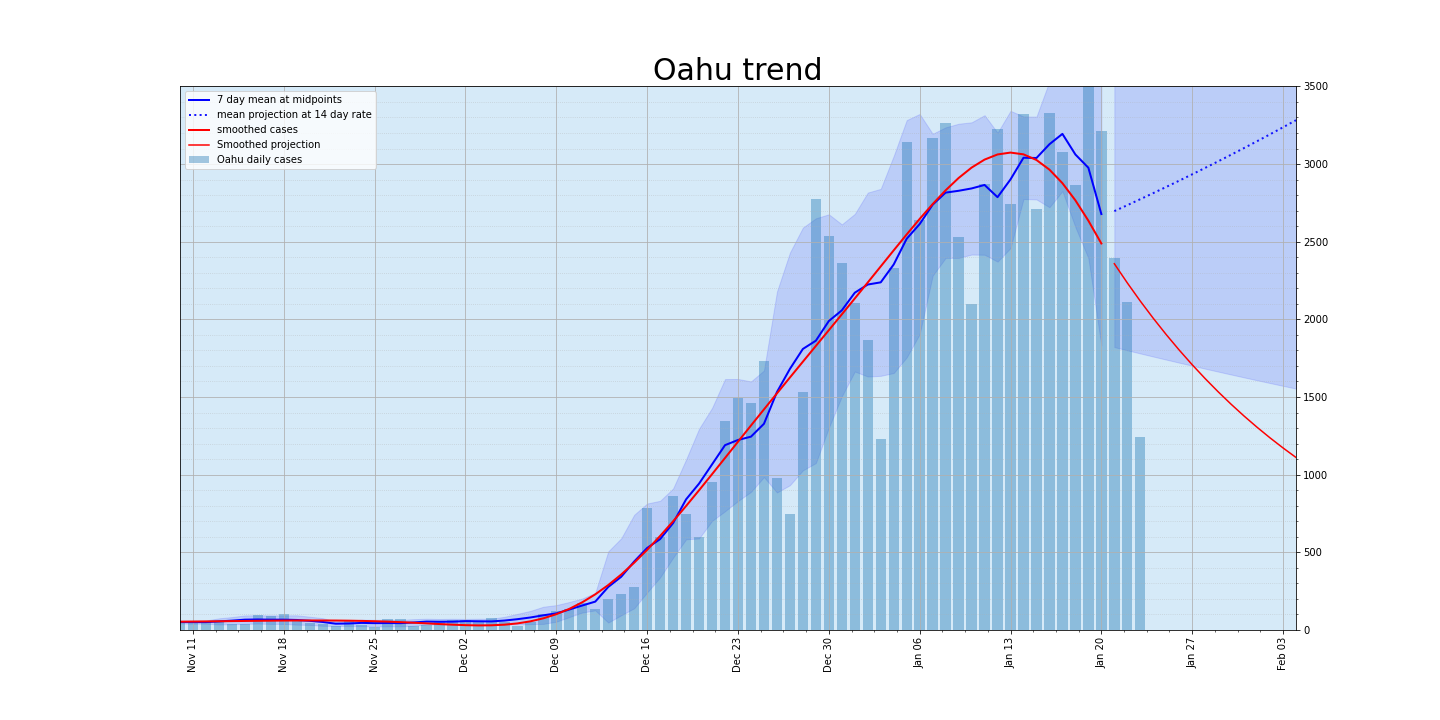 Oahu trend
7 day mean at midpoints
mean projection at 14 day rate
smoothed cases
Smoothed projection
Oahu daily cases
3500
3000
2500
2000
1500
1000
500
0
Nov 11
Nov 18
Nov 25
Dec 02
Dec 09
Dec 16
Dec 23
Dec 30
Jan 06
Jan 13
Jan 20
Jan 27
Feb 03